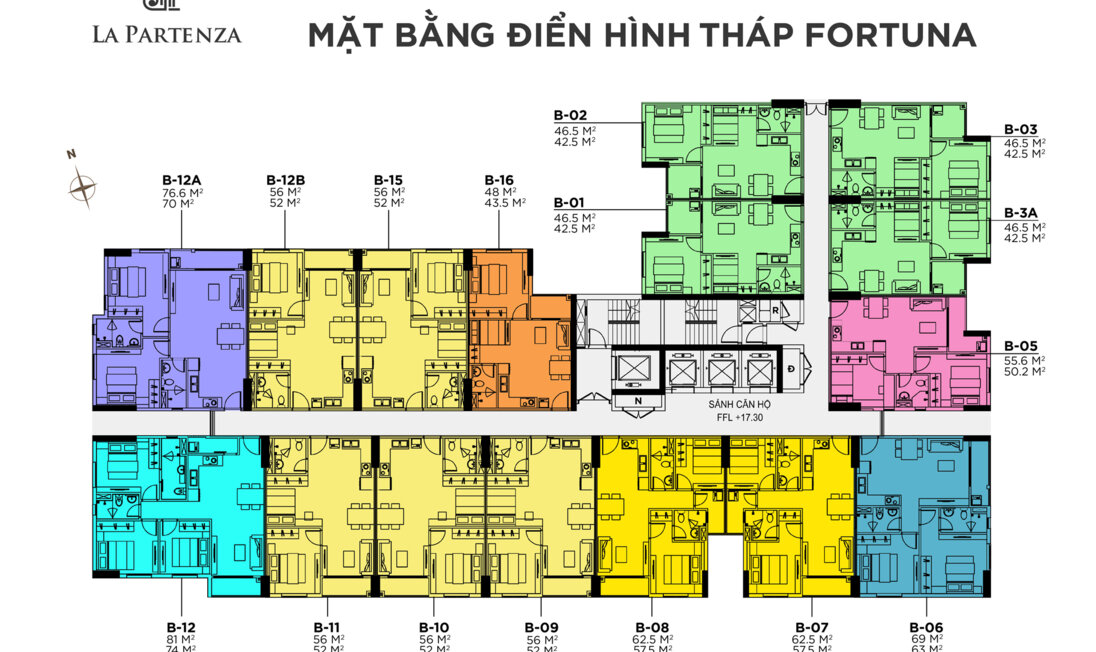 LA PARTENZA
MẶT BẰNG ĐIỂN HÌNH THÁP FORTUNA
B-02
46.5 M²
42.5 M²
B-03
46.5 M²
42.5 M²
N
B-12A
76.6 M²
70 M²
B-12B
56 M²
52 M²
B-15
56 M²
52 M²
B-16
48 M²
43.5 M²
B-01
46.5 M²
42.5 M²
B-3A
46.5 M²
42.5 M²
R
B-05
55.6 M²
50.2 M²
Đ
N
SẢNH CĂN HỘ
FFL +17.30
B-12
81 M²
74 M²
B-11
56 M²
52 M²
B-10
56 M²
52 M²
B-09
56 M²
52 M²
B-08
62.5 M²
57.5 M²
B-07
62.5 M²
57.5 M²
B-06
69 M²
63 M²